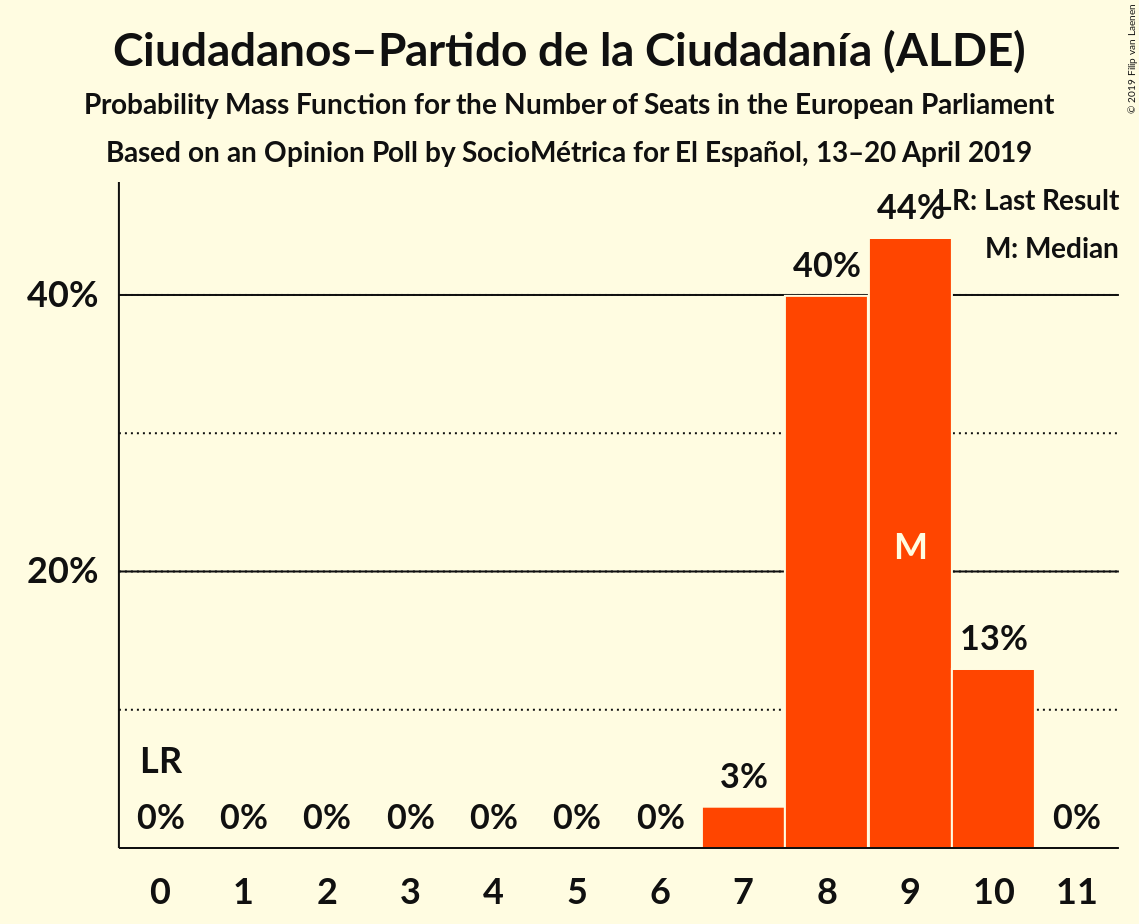 Ciudadanos–Partido de la Ciudadanía (ALDE)
Probability Mass Function for the Number of Seats in the European Parliament
Based on an Opinion Poll by SocioMétrica for El Español, 13–20 April 2019
© 2019 Filip van Laenen
LR: Last Result
M: Median
44%
40%
40%
M
20%
13%
LR
3%
0% 0% 0% 0% 0% 0% 0% 0%
0 1 2 3 4 5 6 7 8 9 10 11